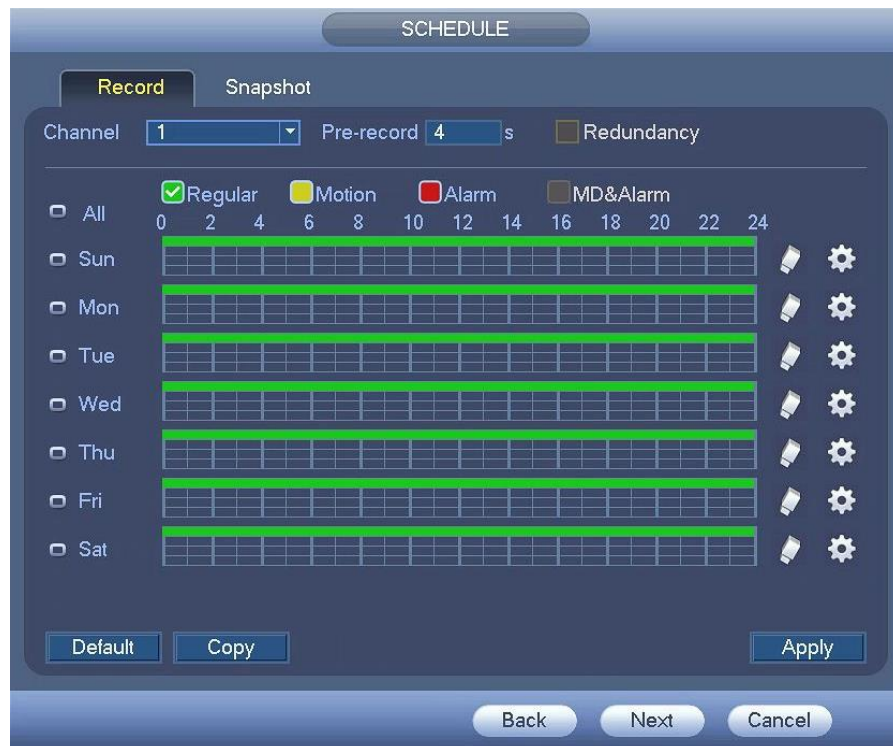 SCHEDULE
Record Snapshot
Channel 1 Pre-record 4 s Redundancy
Regular Motion Alarm MD&Alarm
All 0 2 4 6 8 10 12 14 16 18 20 22 24
Sun
Mon
Tue
Wed
Thu
Fri
Sat
Default Copy Apply
Back Next Cancel